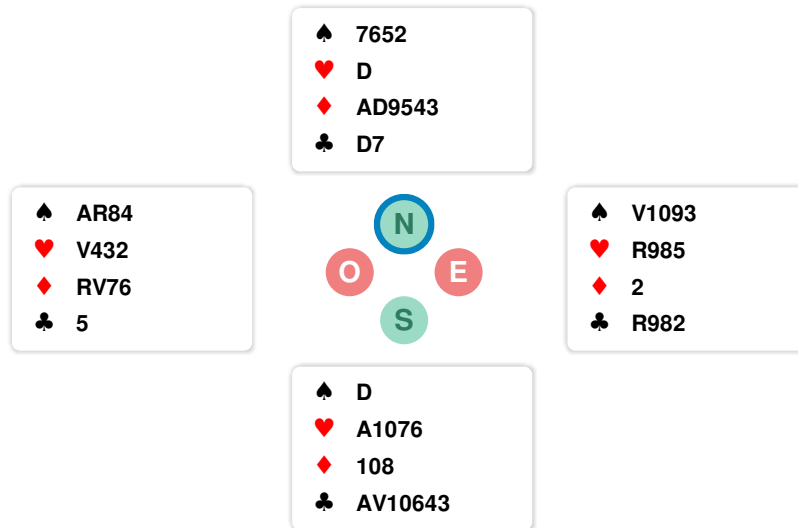 ♠ 7652
♥ D
♦ AD9543
♣ D7
♠ AR84
♥ V432
♦ RV76
♣ 5
N
O E
S
♠ V1093
♥ R985
♦ 2
♣ R982
♠ D
♥ A1076
♦ 108
♣ AV10643